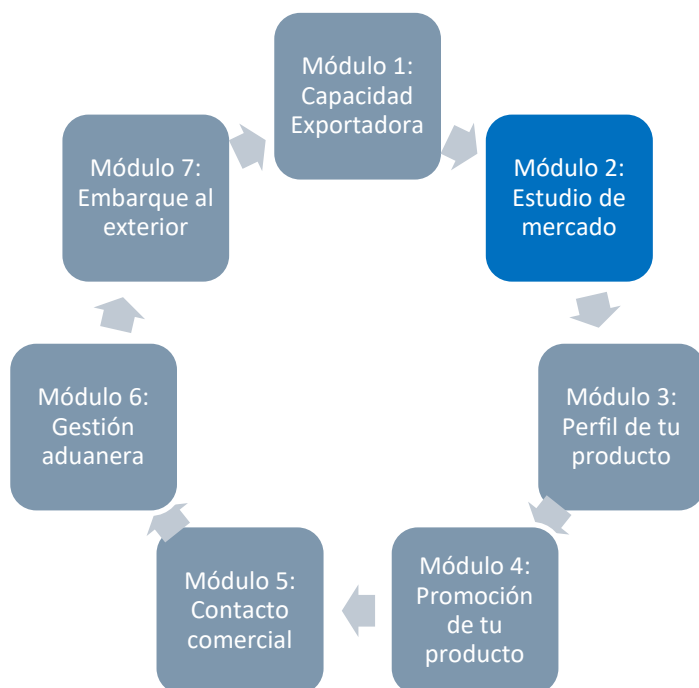 Módulo 1:
Capacidad
Exportadora
Módulo 2:
Estudio de
mercado
Módulo 3:
Perfil de tu
producto
Módulo 4:
Promoción
de tu
producto
Módulo 5:
Contacto
comercial
Módulo 6:
Gestión
aduanera
Módulo 7:
Embarque al
exterior